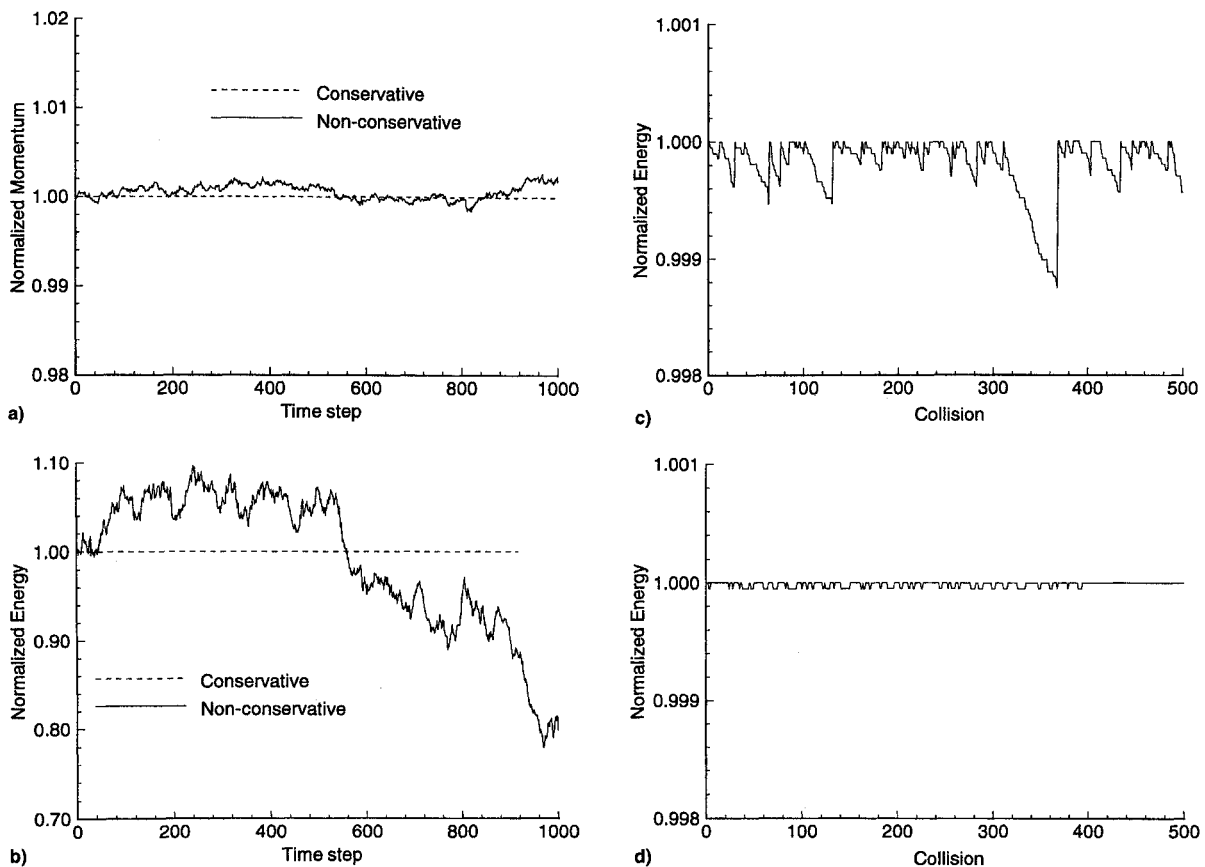 1.02
1.01
1.00
0.99
0.98
Normalized Momentum
Conservative
Non-conservative
0 200 400 600 800 1000
Time step
a)
1.10
1.00
0.90
0.80
0.70
Normalized Energy
Conservative
Non-conservative
0 200 400 600 800 1000
Time step
b)
1.001
1.000
0.999
0.998
Normalized Energy
0 100 200 300 400 500
Collision
c)
1.001
1.000
0.999
0.998
Normalized Energy
0 100 200 300 400 500
Collision
d)